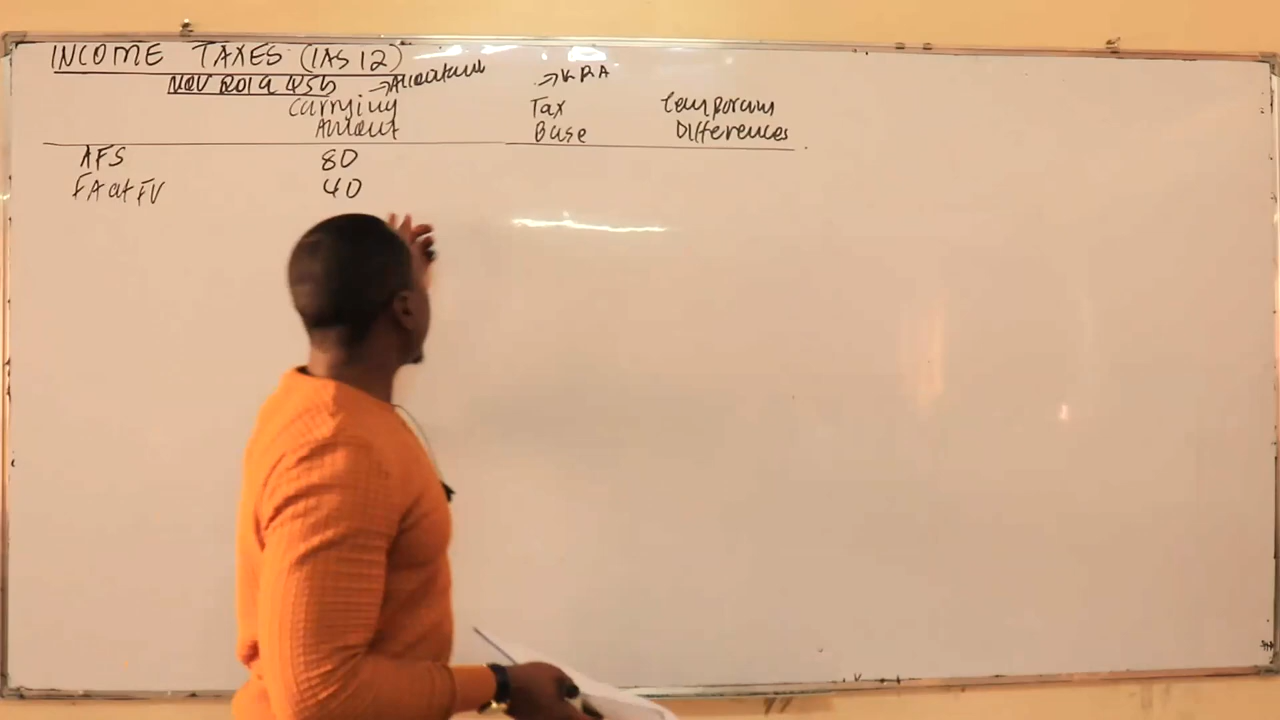 INCOME TAXES (IAS 12)
NOV 2019 Q5b
→KRA
Carrying Tax Temporary
Amount Base Differences
AFS 80
FA at FV 40